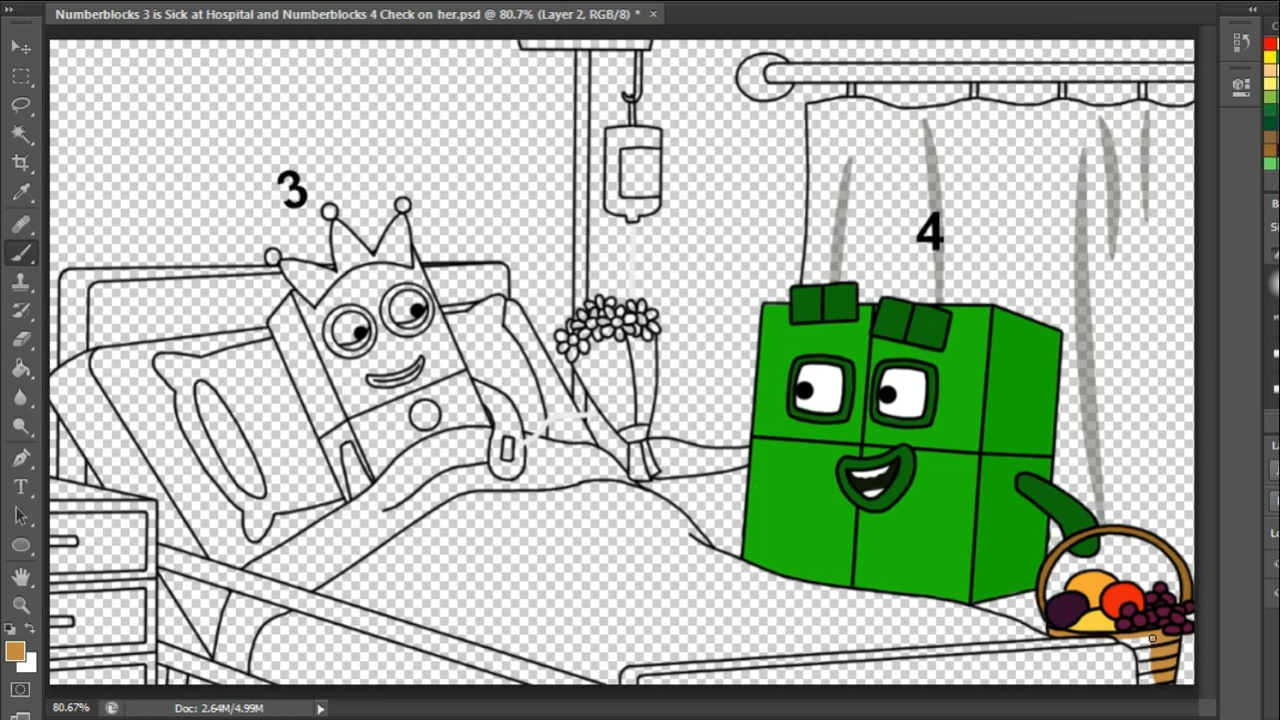 Numberblocks 3 is Sick at Hospital and Numberblocks 4 Check on her.psd @ 80.7% (Layer 2, RGB/8) *
3
4
80.67%
Doc: 2.64M/4.99M